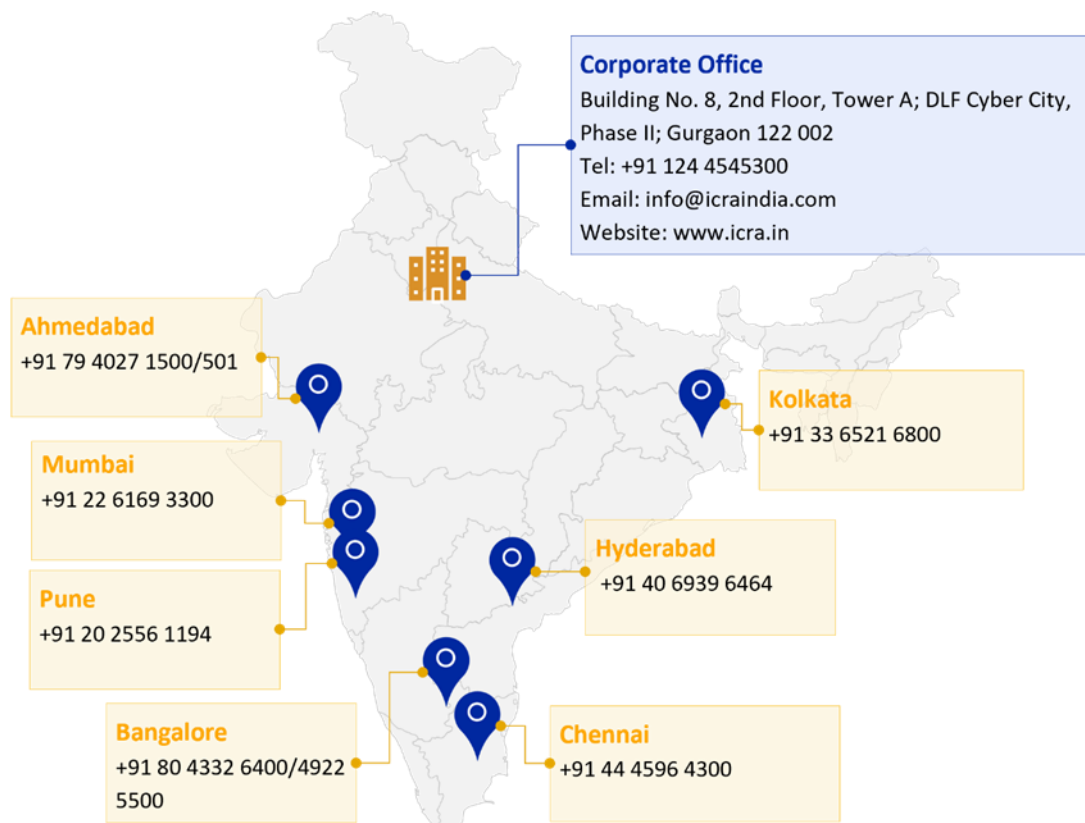 Corporate Office
Building No. 8, 2nd Floor, Tower A; DLF Cyber City,
Phase II; Gurgaon 122 002
Tel: +91 124 4545300
Email: info@icraindia.com
Website: www.icra.in
Ahmedabad
+91 79 4027 1500/501
Kolkata
+91 33 6521 6800
Mumbai
+91 22 6169 3300
Hyderabad
+91 40 6939 6464
Pune
+91 20 2556 1194
Bangalore
+91 80 4332 6400/4922
5500
Chennai
+91 44 4596 4300